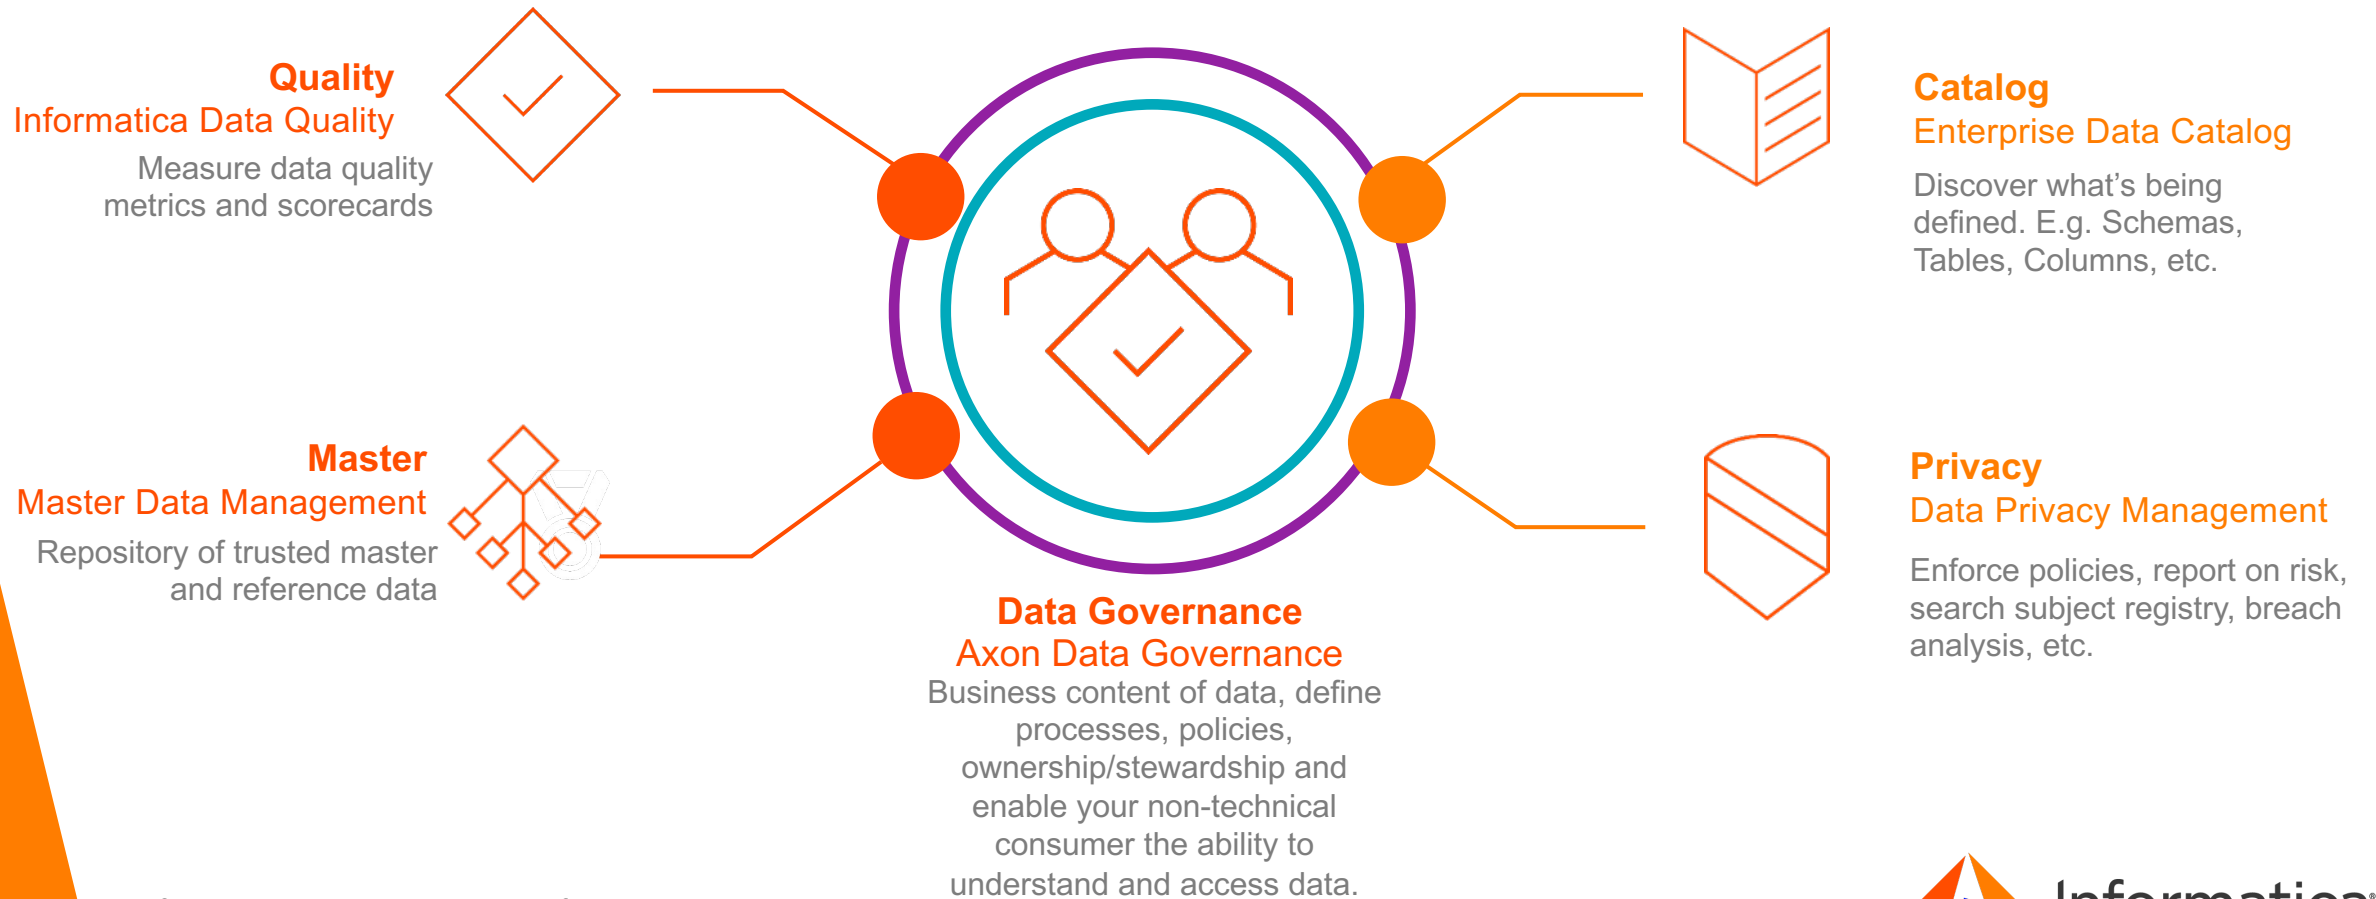 Quality
Informatica Data Quality
Measure data quality
metrics and scorecards
Master
Master Data Management
Repository of trusted master
and reference data
Data Governance
Axon Data Governance
Business content of data, define
processes, policies,
ownership/stewardship and
enable your non-technical
consumer the ability to
understand and access data.
Catalog
Enterprise Data Catalog
Discover what’s being
defined. E.g. Schemas,
Tables, Columns, etc.
Privacy
Data Privacy Management
Enforce policies, report on risk,
search subject registry, breach
analysis, etc.
Informatica®